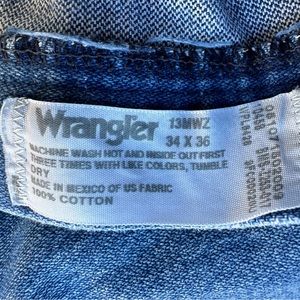 Wrangler 13MWZ
34 X 36
MACHINE WASH HOT AND INSIDE OUT FIRST
THREE TIMES WITH LIKE COLORS, TUMBLE
DRY
MADE IN MEXICO OF US FABRIC
100% COTTON